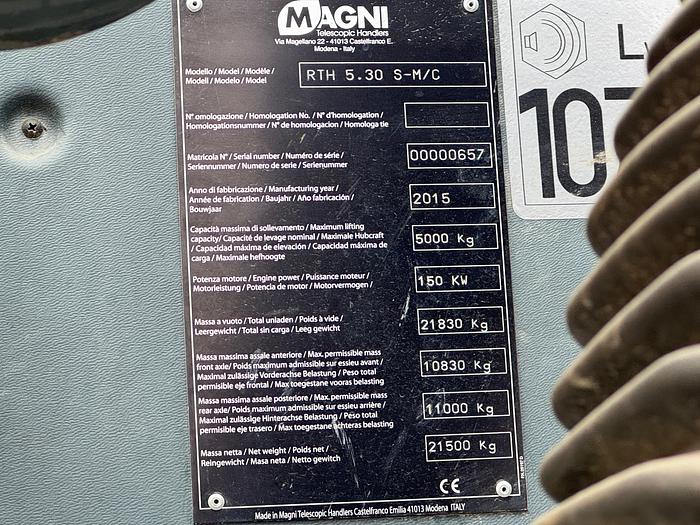 MAGNI
Telescopic Handlers
Via Magellano 22 - 41013 Castelfranco E.
Modena - Italy
Modello / Model / Modèle /
Modell / Modelo / Model
RTH 5.30 S-M/C
N° omologazione / Homologation No. / N° d'homologation /
Homologationsnummer / N° de homologacion / Homologa tie
Matricola N° / Serial number / Numéro de série /
Seriennummer / Numero de serie / Serienummer
00000657
Anno di fabbricazione / Manufacturing year /
Année de fabrication / Baujahr / Año fabricación /
Bouwjaar
2015
Capacità massima di sollevamento / Maximum lifting
capacity/ Capacité de levage nominal / Maximale Hubcraft
/ Capacidad máxima de elevación / Capacidad máxima de
carga / Maximale hefhoogte
5000 Kg
Potenza motore / Engine power / Puissance moteur /
Motorleistung / Potencia de motor / Motorvermogen /
150 KW
Massa a vuoto / Total unladen / Poids à vide /
Leergewicht / Total sin carga / Leeg gewicht
21830 Kg
Massa massima assale anteriore / Max. permissible mass
front axle/ Poids maximum admissible sur essieu avant /
Maximal zulässige Vorderachse Belastung / Peso total
permisible eje frontal / Max toegestane vooras belasting
10830 Kg
Massa massima assale posteriore / Max. permissible mass
rear axle/ Poids maximum admissible sur essieu arrière/
Maximal zulässige Hinterachse Belastung / Peso total
permisible eje trasero / Max toegestane achteras belasting
11000 Kg
Massa netta / Net weight / Poids net /
Reingewicht / Masa neta / Netto gewitch
21500 Kg
CE
Made in Magni Telescopic Handlers Castelfranco Emilia 41013 Modena ITALY
L
10